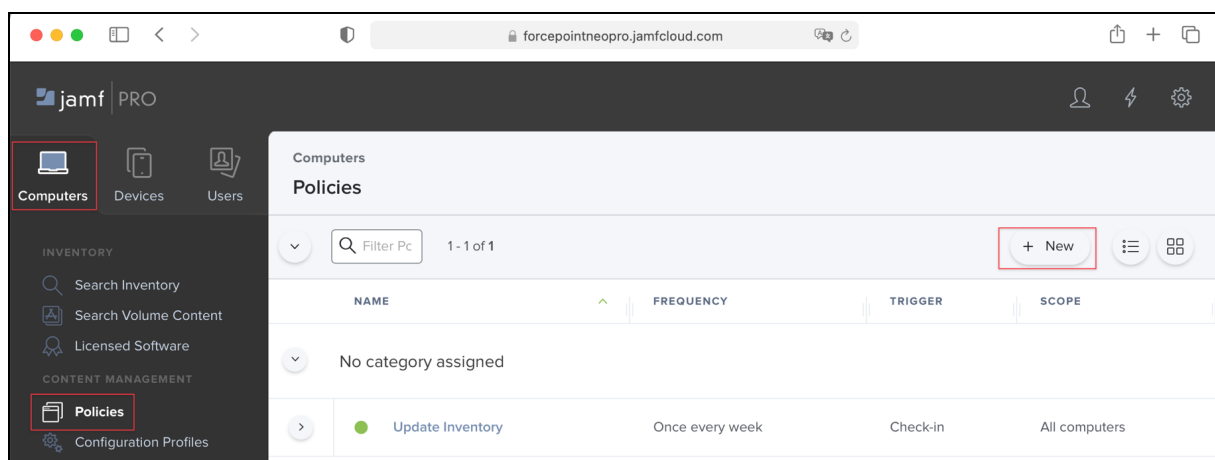 forcepointneopro.jamfcloud.com
jamf PRO
Computers Devices Users
INVENTORY
Search Inventory
Search Volume Content
Licensed Software
CONTENT MANAGEMENT
Policies
Configuration Profiles
Computers
Policies
Filter Pc 1 - 1 of 1 + New
NAME FREQUENCY TRIGGER SCOPE
No category assigned
Update Inventory Once every week Check-in All computers